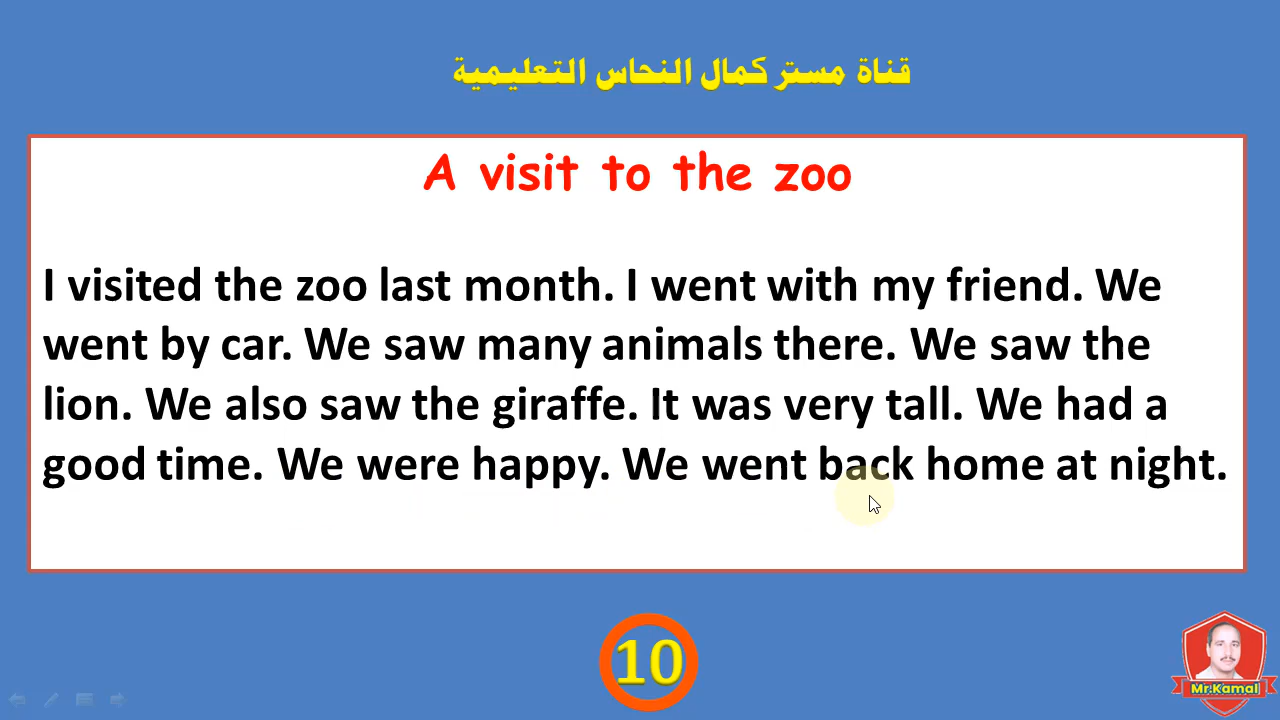 قناة مستر كمال النحاس التعليمية
A visit to the zoo
I visited the zoo last month. I went with my friend. We
went by car. We saw many animals there. We saw the
lion. We also saw the giraffe. It was very tall. We had a
good time. We were happy. We went back home at night.
10
Mr.Kamal